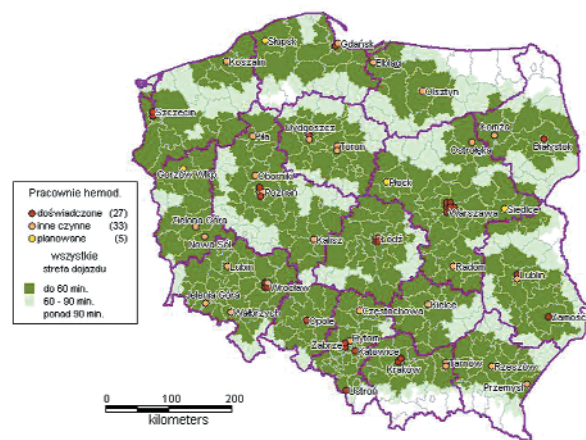 Słupsk
Gdańsk
Koszalin
Elbląg
Olsztyn
Szczecin
Piła
Bydgoszcz
Toruń
Łomża
Ostrołęka
Białystok
Gorzów Wlkp
Oborniki
Poznań
Płock
Warszawa
Siedlce
Pracownie hemod.
doświadczone (27)
inne czynne (33)
planowane (5)
wszystkie
strefa dojazdu
do 60 min.
60 - 90 min.
ponad 90 min.
Zielona Góra
Nowa Sól
Kalisz
Łódź
Lubin
Wrocław
Radom
Lublin
Jelenia Góra
Wałbrzych
Opole
Częstochowa
Kielce
Zamość
Bytom
Zabrze
Katowice
Kraków
Tarnów
Rzeszów
Przemyśl
Ustroń
0 100 200
kilometers